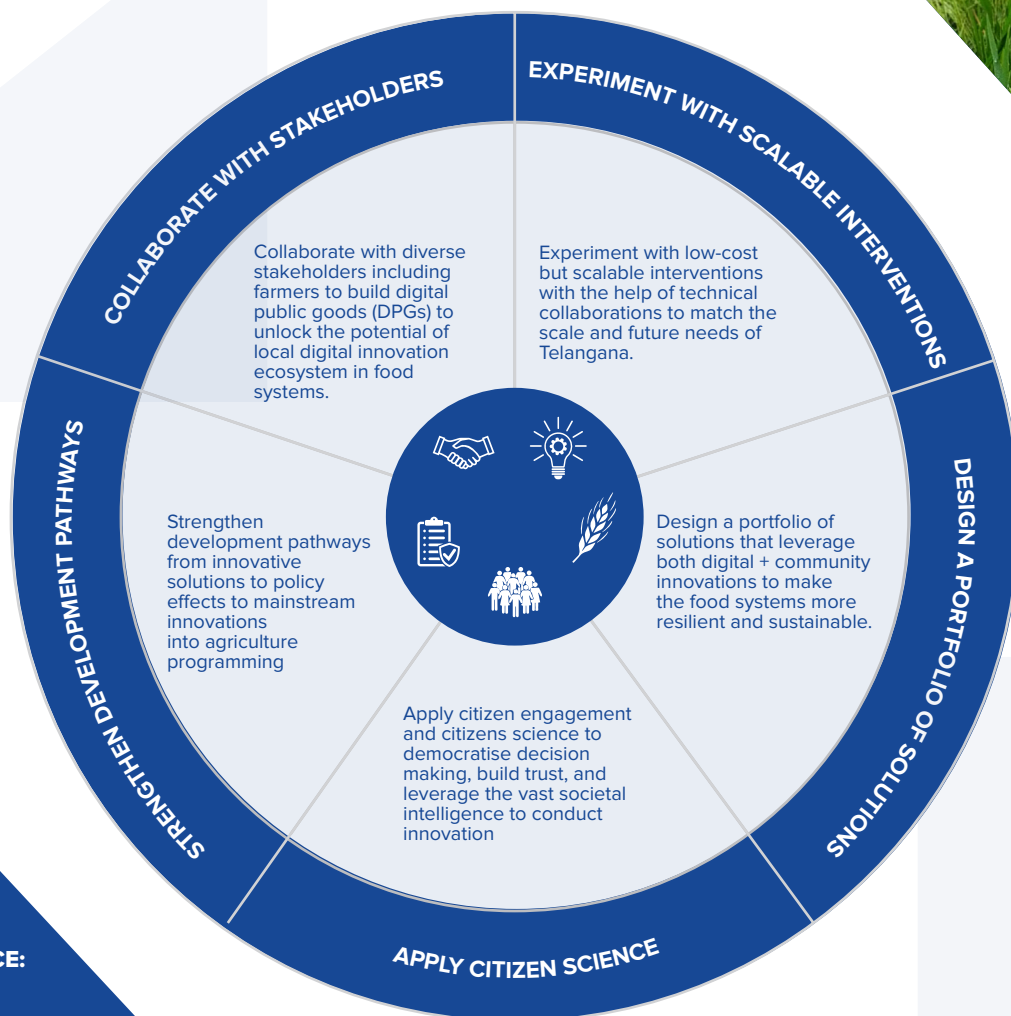 COLLABORATE WITH STAKEHOLDERS
Collaborate with diverse
stakeholders including
farmers to build digital
public goods (DPGs) to
unlock the potential of
local digital innovation
ecosystem in food
systems.
EXPERIMENT WITH SCALABLE INTERVENTIONS
Experiment with low-cost
but scalable interventions
with the help of technical
collaborations to match the
scale and future needs of
Telangana.
DESIGN A PORTFOLIO OF SOLUTIONS
Design a portfolio of
solutions that leverage
both digital + community
innovations to make
the food systems more
resilient and sustainable.
APPLY CITIZEN SCIENCE
Apply citizen engagement
and citizens science to
democratise decision
making, build trust, and
leverage the vast societal
intelligence to conduct
innovation
STRENGTHEN DEVELOPMENT PATHWAYS
Strengthen
development pathways
from innovative
solutions to policy
effects to mainstream
innovations
into agriculture
programming
CE: